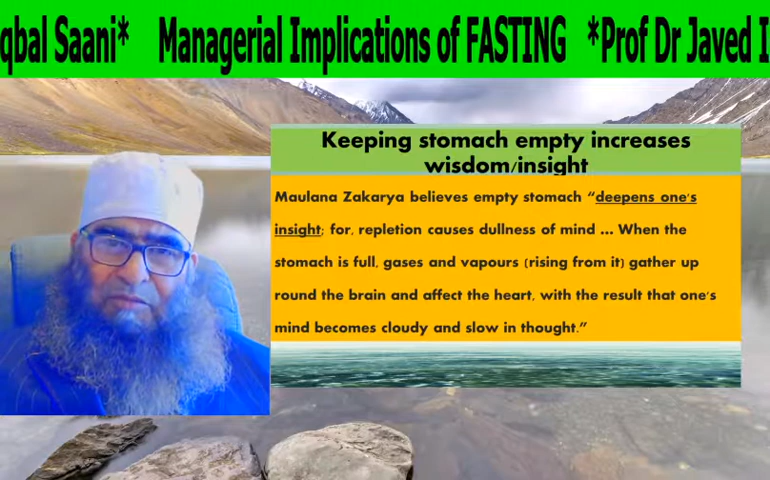 qbal Saani* Managerial Implications of FASTING *Prof Dr Javed I
Keeping stomach empty increases
wisdom/insight
Maulana Zakarya believes empty stomach “deepens one's
insight; for, repletion causes dullness of mind ... When the
stomach is full, gases and vapours (rising from it) gather up
round the brain and affect the heart, with the result that one's
mind becomes cloudy and slow in thought.”